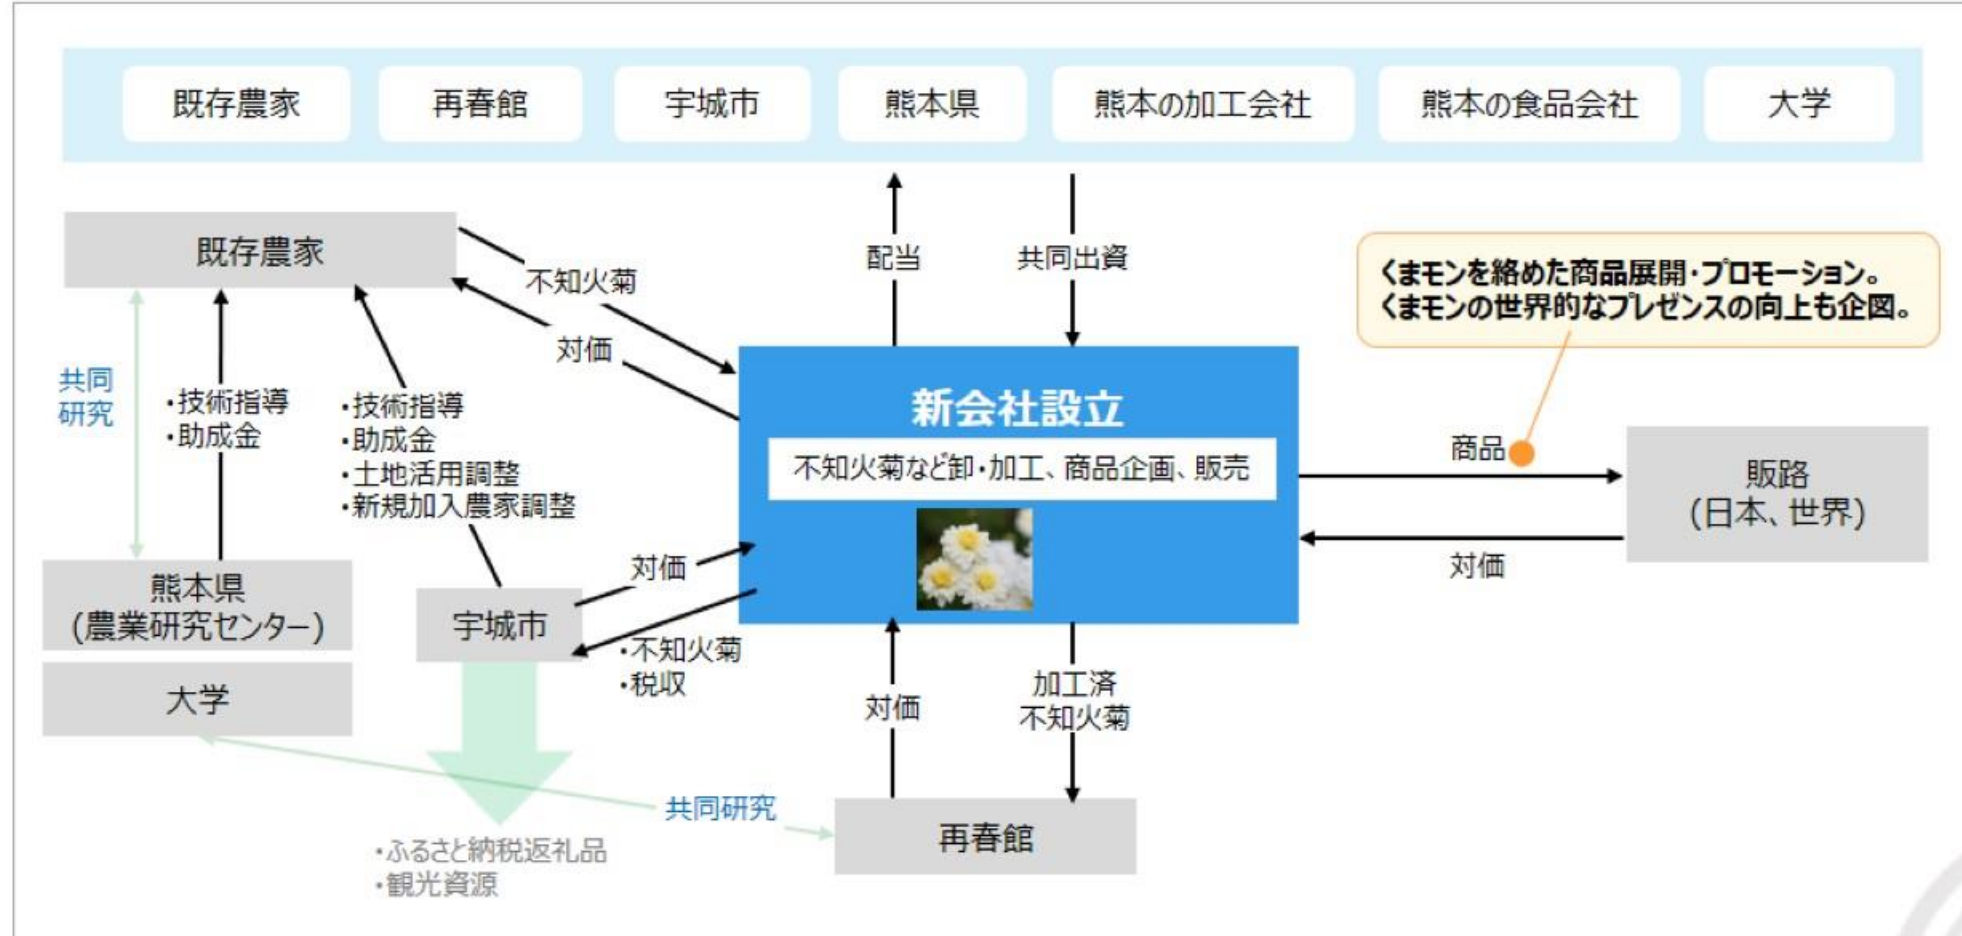 既存農家
再春館
宇城市
熊本県
熊本の加工会社
熊本の食品会社
大学
既存農家
不知火菊
対価
配当
共同出資
くまモンを絡めた商品展開・プロモーション。
くまモンの世界的なプレゼンスの向上も企図。
共同
研究
・技術指導
・助成金
・技術指導
・助成金
・土地活用調整
・新規加入農家調整
新会社設立
不知火菊など卸・加工、商品企画、販売
商品
販路
(日本、世界)
対価
熊本県
(農業研究センター)
大学
宇城市
対価
・不知火菊
・税収
対価
加工済
不知火菊
共同研究
再春館
・ふるさと納税返礼品
・観光資源